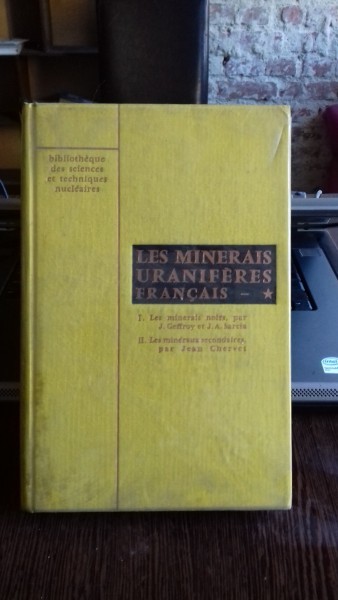 bibliothèque
des sciences
et techniques
nucléaires
LES MINERAIS
URANIFÈRES
FRANÇAIS — ★
I. Les minerais noirs, par
J. Geffroy et J. A. Sarcia
II. Les minéraux secondaires,
par Jean Chervet